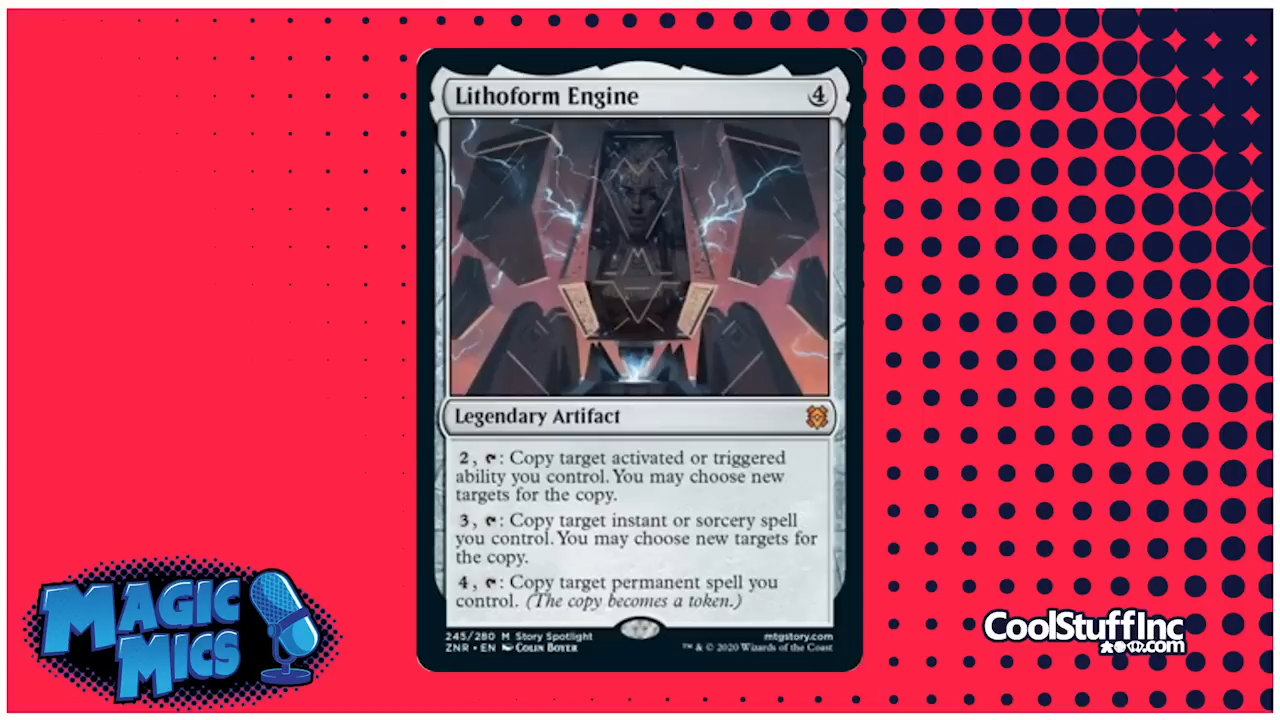 Lithoform Engine 4
Legendary Artifact
2, : Copy target activated or triggered
ability you control. You may choose new
targets for the copy.
3, : Copy target instant or sorcery spell
you control. You may choose new targets for
the copy.
4, : Copy target permanent spell you
control. (The copy becomes a token.)
245/280 M Story Spotlight
ZNR • EN Colin Boyer
mtgstory.com
™ & © 2020 Wizards of the Coast
MAGIC
MICS
CoolStuffInc
.com